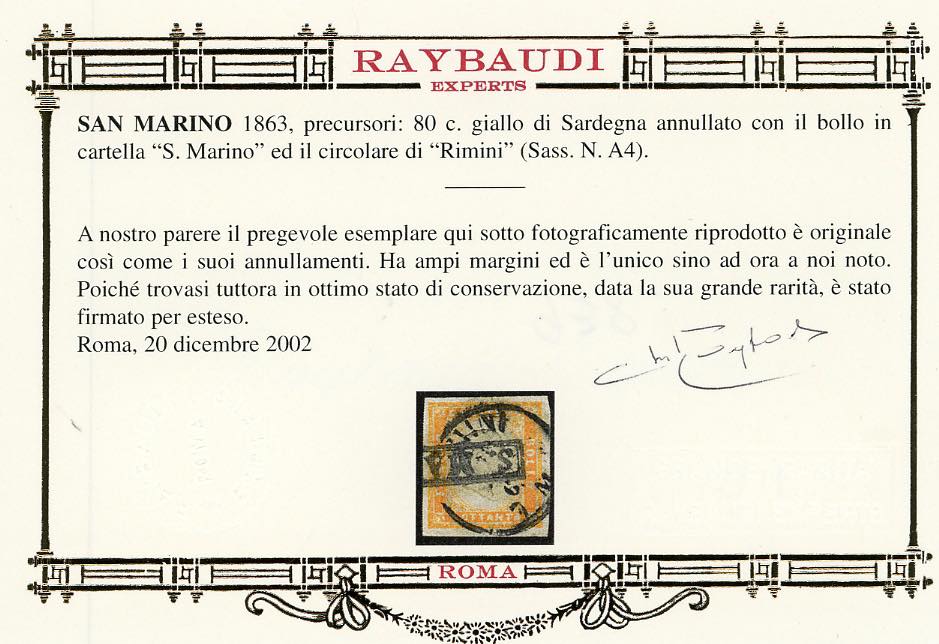 RAYBAUDI
EXPERTS
SAN MARINO 1863, precursori: 80 c. giallo di Sardegna annullato con il bollo in
cartella “S. Marino” ed il circolare di “Rimini” (Sass. N. A4).
A nostro parere il pregevole esemplare qui sotto fotograficamente riprodotto è originale
così come i suoi annullamenti. Ha ampi margini ed è l’unico sino ad ora a noi noto.
Poiché trovasi tuttora in ottimo stato di conservazione, data la sua grande rarità, è stato
firmato per esteso.
Roma, 20 dicembre 2002
ROMA